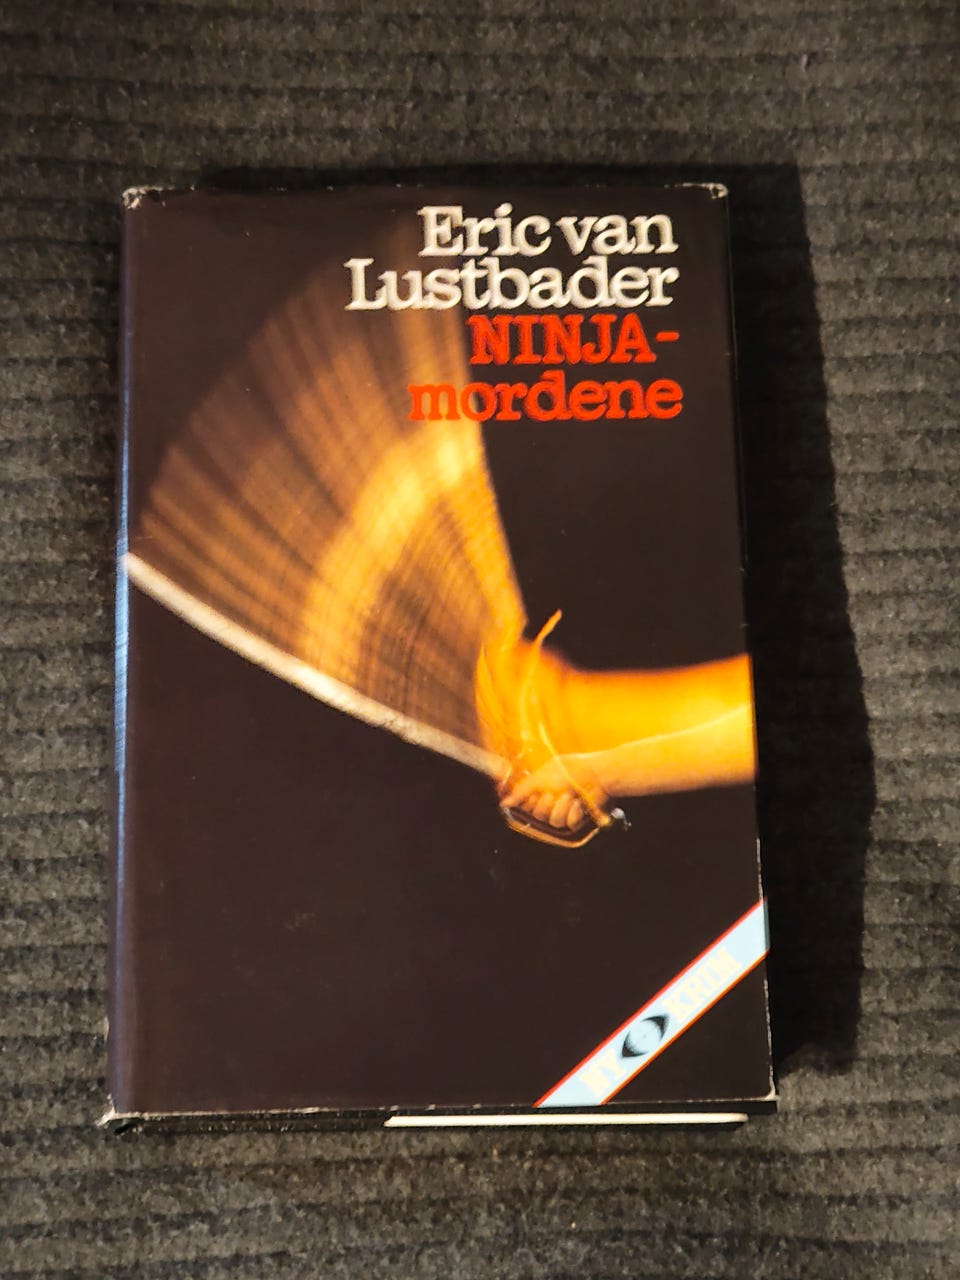 Eric van
Lustbader
NINJA-
mordene
NY KRIM